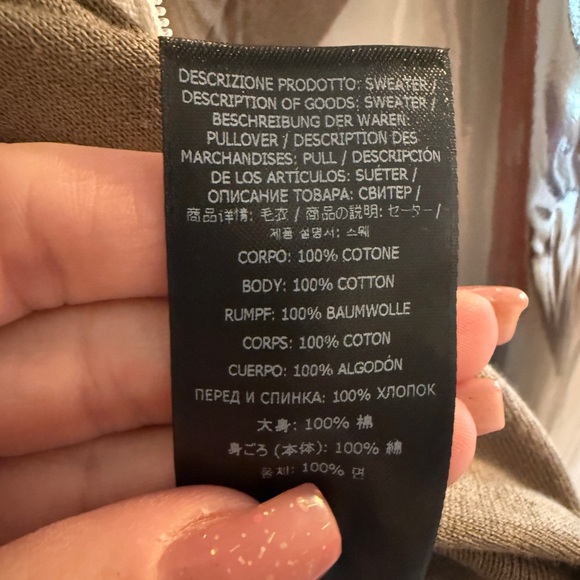 DESCRIZIONE PRODOTTO: SWEATER /
DESCRIPTION OF GOODS: SWEATER /
BESCHREIBUNG DER WAREN:
PULLOVER / DESCRIPTION DES
MARCHANDISES: PULL / DESCRIPCIÓN
DE LOS ARTÍCULOS: SUÉTER /
ОПИСАНИЕ ТОВАРА: СВИТЕР /
商品详情: 毛衣 / 商品の説明: セーター /
제품 설명서: 스웨
CORPO: 100% COTONE
BODY: 100% COTTON
RUMPF: 100% BAUMWOLLE
CORPS: 100% COTON
CUERPO: 100% ALGODÓN
ПЕРЕД И СПИНКА: 100% ХЛОПОК
大身: 100% 棉
身ごろ (本体): 100% 綿
몸체: 100% 면